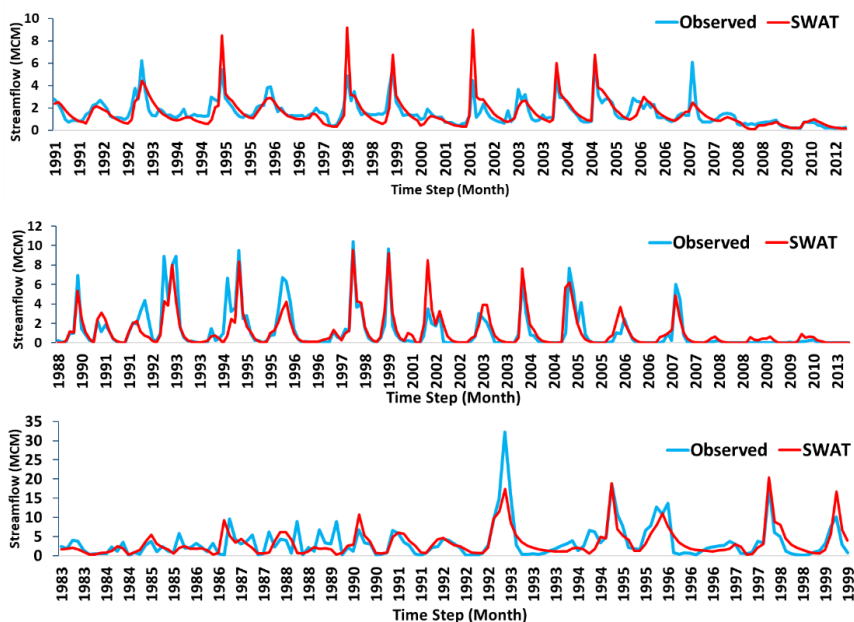 Observed SWAT
Streamflow (MCM)
10
8
6
4
2
0
1991 1991 1992 1992 1993 1994 1994 1995 1995 1996 1996 1997 1998 1998 1999 2000 2001 2001 2002 2003 2003 2004 2004 2005 2006 2006 2007 2007 2008 2008 2009 2010 2012
Time Step (Month)
Observed SWAT
Streamflow (MCM)
12
10
8
6
4
2
0
1988 1990 1991 1992 1992 1993 1993 1994 1995 1995 1996 1996 1997 1998 1999 2001 2001 2002 2002 2003 2003 2004 2004 2005 2006 2006 2007 2007 2008 2009 2010 2010 2013
Time Step (Month)
Observed SWAT
Streamflow (MCM)
35
30
25
20
15
10
5
0
1983 1983 1984 1984 1985 1985 1986 1986 1987 1988 1988 1989 1990 1990 1991 1991 1992 1992 1992 1993 1993 1994 1994 1995 1995 1996 1996 1997 1997 1998 1998 1999 1999
Time Step (Month)